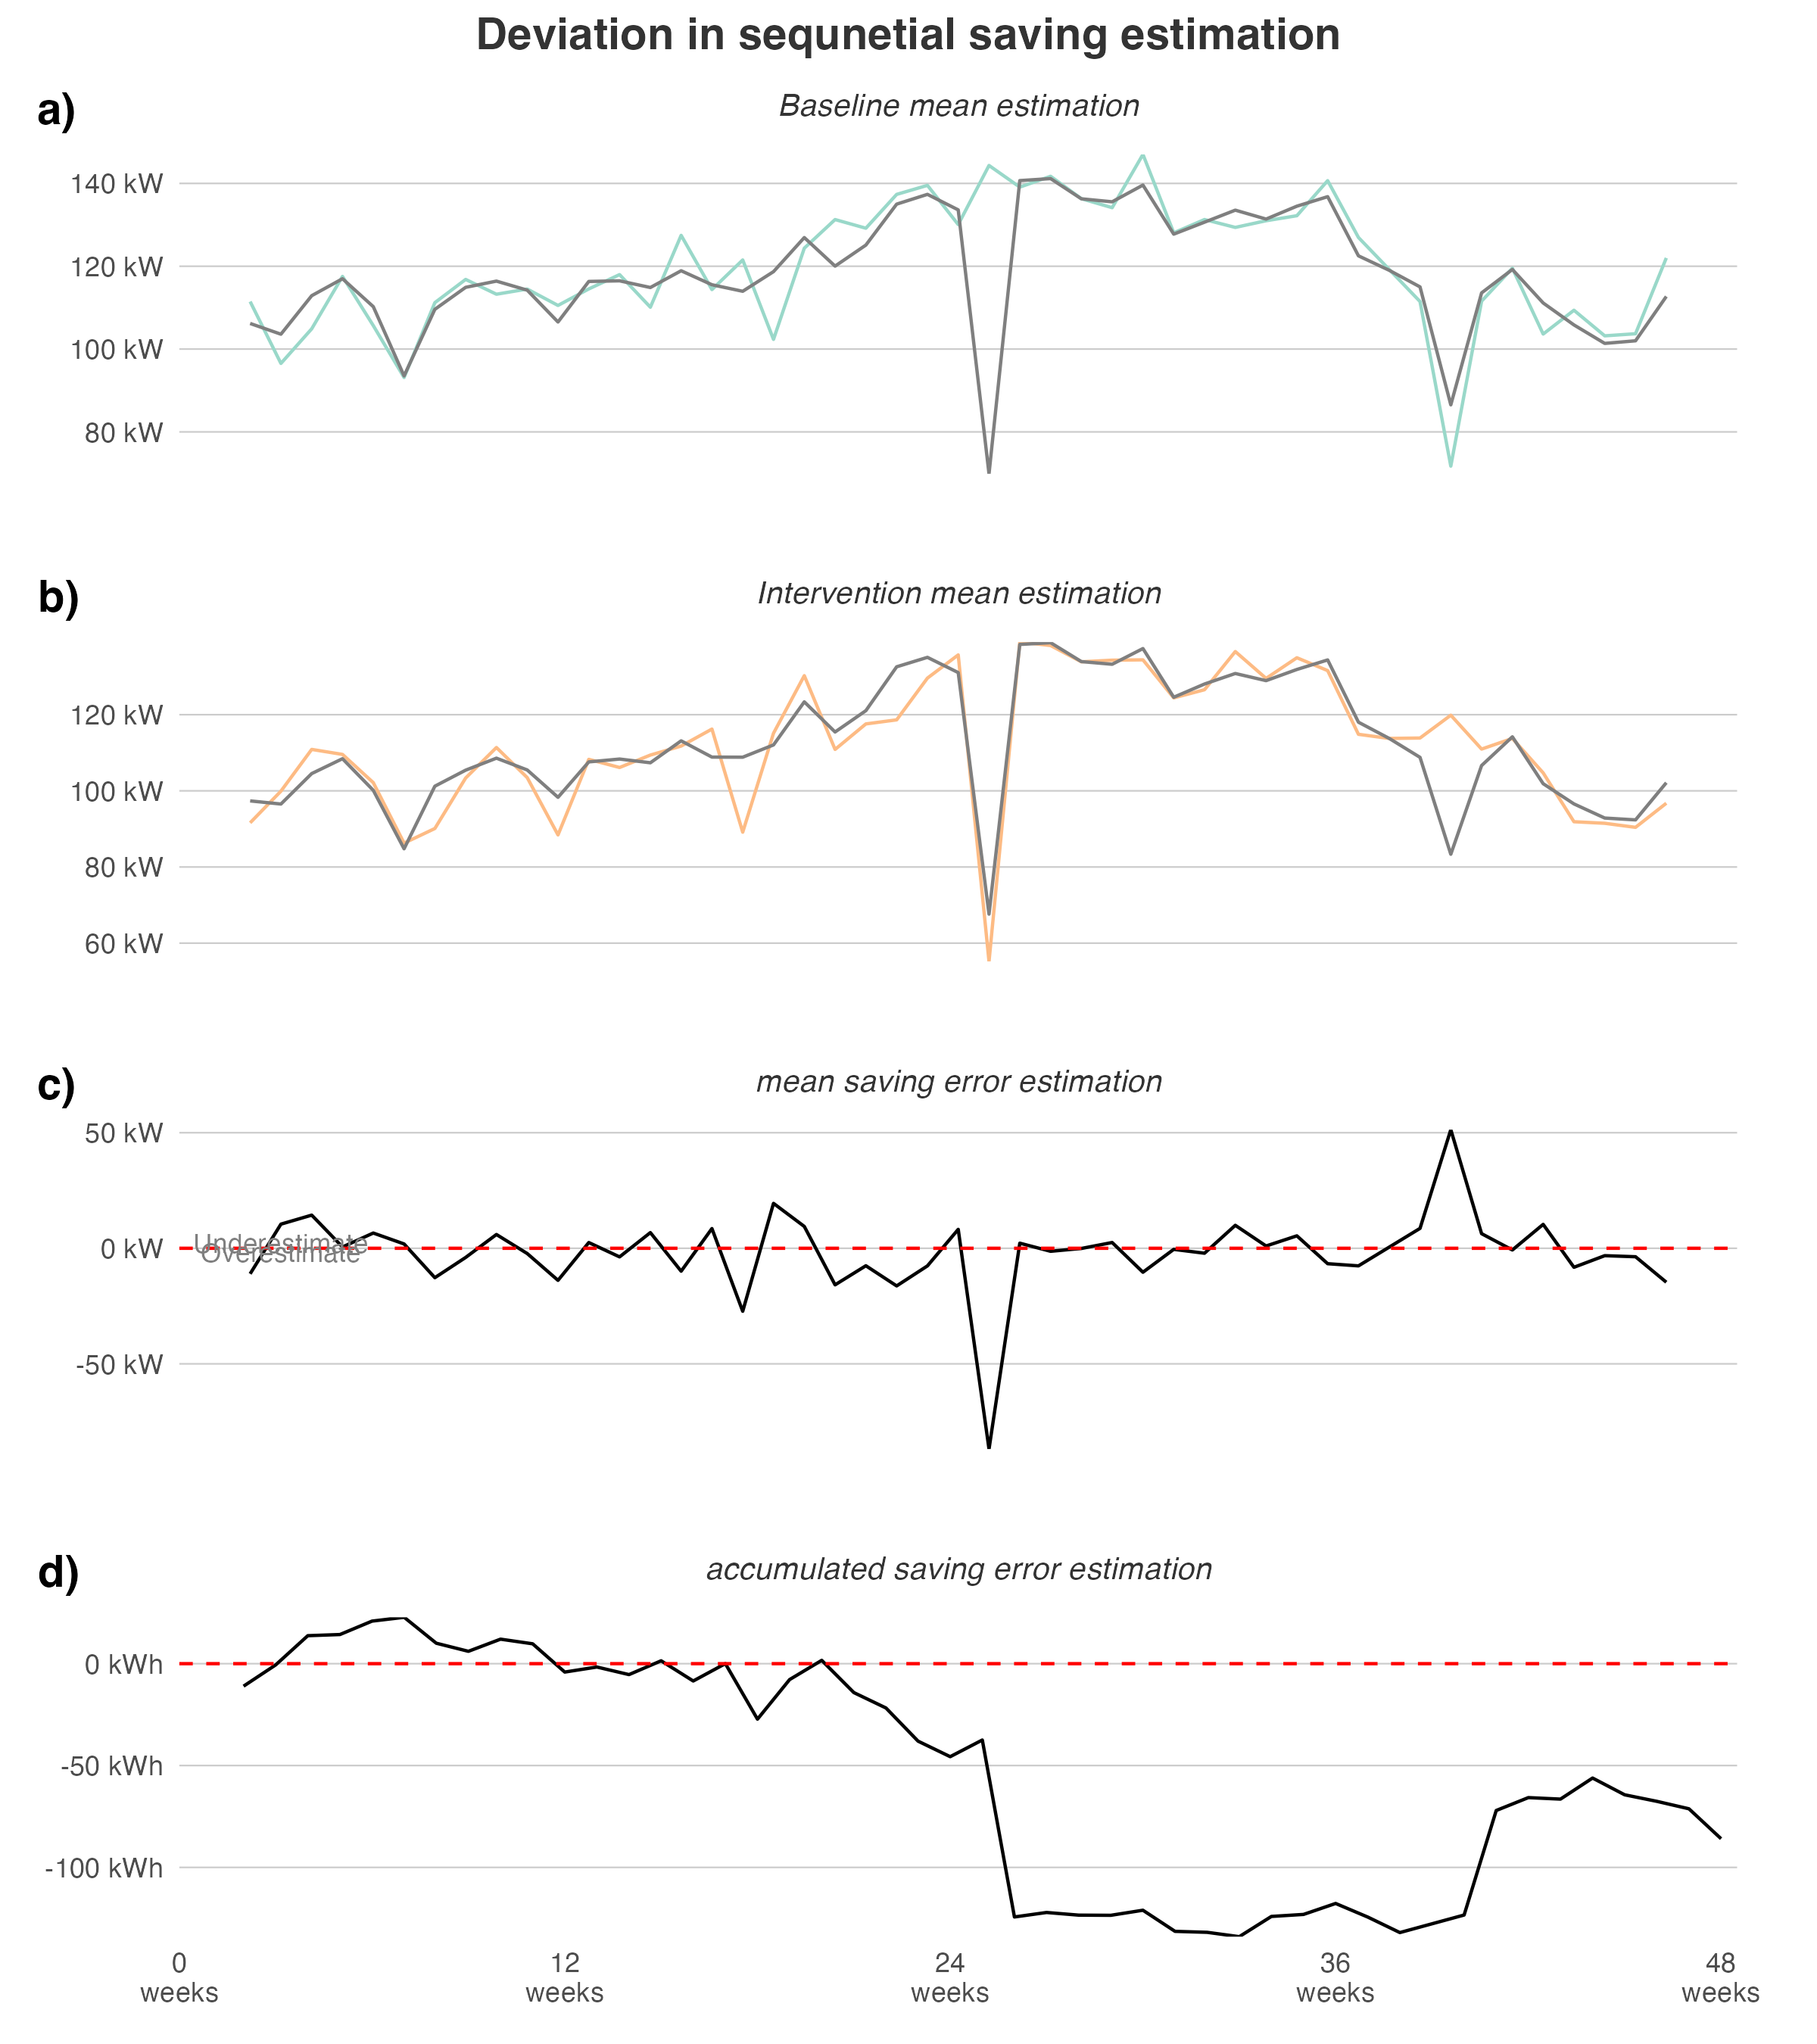 Deviation in sequnetial saving estimation
a)
Baseline mean estimation
140 kW
120 kW
100 kW
80 kW
b)
Intervention mean estimation
120 kW
100 kW
80 kW
60 kW
c)
mean saving error estimation
50 kW
Underestimate
0 kW
Overestimate
-50 kW
d)
accumulated saving error estimation
0 kWh
-50 kWh
-100 kWh
0 12 24 36 48
weeks weeks weeks weeks weeks